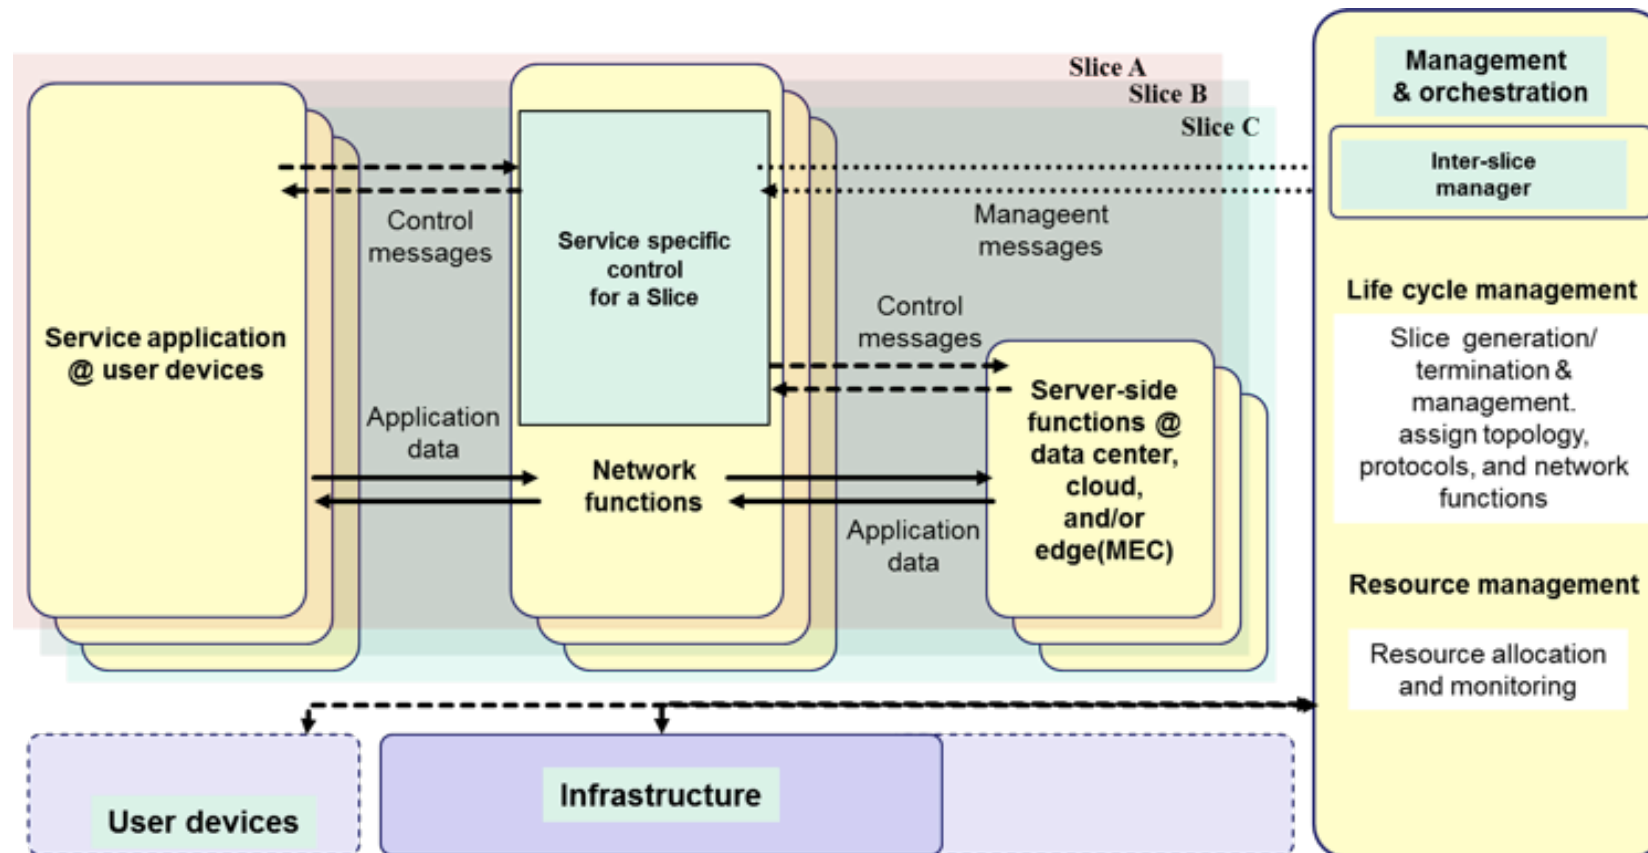 Slice A
Slice B
Slice C
Control
messages
Service specific
control
for a Slice
Manageent
messages
Service application
@ user devices
Control
messages
Application
data
Network
functions
Server-side
functions @
data center,
cloud,
and/or
edge(MEC)
Application
data
Management
& orchestration
Inter-slice
manager
Life cycle management
Slice generation/
termination &
management.
assign topology,
protocols, and network
functions
Resource management
Resource allocation
and monitoring
User devices
Infrastructure